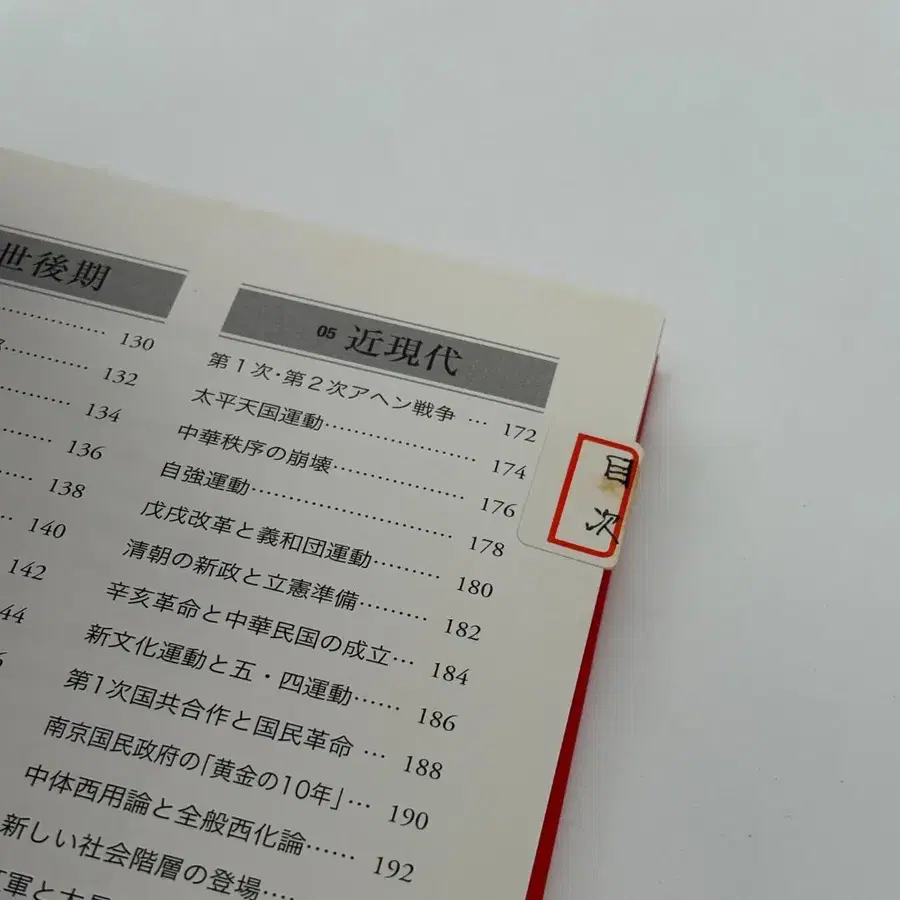 世後期
130
132
134
136
138
140
142
44
05 近現代
第1次・第2次アヘン戦争 … 172
太平天国運動……………… 174
中華秩序の崩壊…………… 176
自強運動…………………… 178
戊戌改革と義和団運動……… 180
清朝の新政と立憲準備……… 182
辛亥革命と中華民国の成立… 184
新文化運動と五・四運動…… 186
第1次国共合作と国民革命 … 188
南京国民政府の「黄金の10年」… 190
中体西用論と全般西化論…… 192
新しい社会階層の登場……
軍と大長
目次